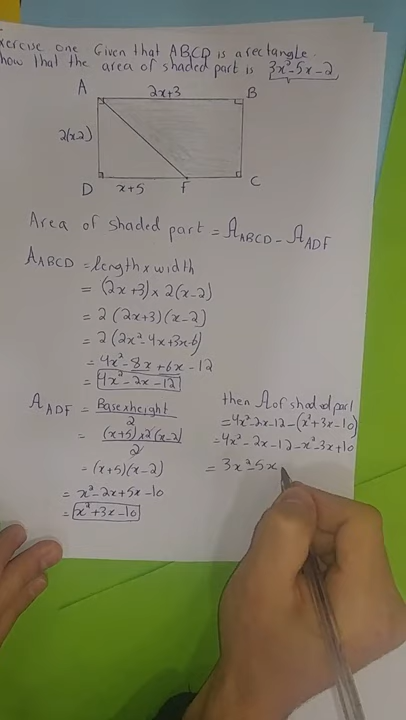 ercise one Given that ABCD is a rectangle.
how that the area of shaded part is 3x²-5x-2
A 2x+3 B
2(x-2)
D x+5 F C
Area of shaded part = A_ABCD - A_ADF
A_ABCD = length x width
= (2x+3) x 2(x-2)
= 2(2x+3)(x-2)
= 2(2x²-4x+3x-6)
= 4x²-8x+6x-12
= 4x²-2x-12
A_ADF = Base x height / 2
= (x+5)x2(x-2) / 2
= (x+5)(x-2)
= x²-2x+5x-10
= x²+3x-10
then A of shaded part
= 4x²-2x-12-(x²+3x-10)
= 4x²-2x-12-x²-3x+10
= 3x²-5x